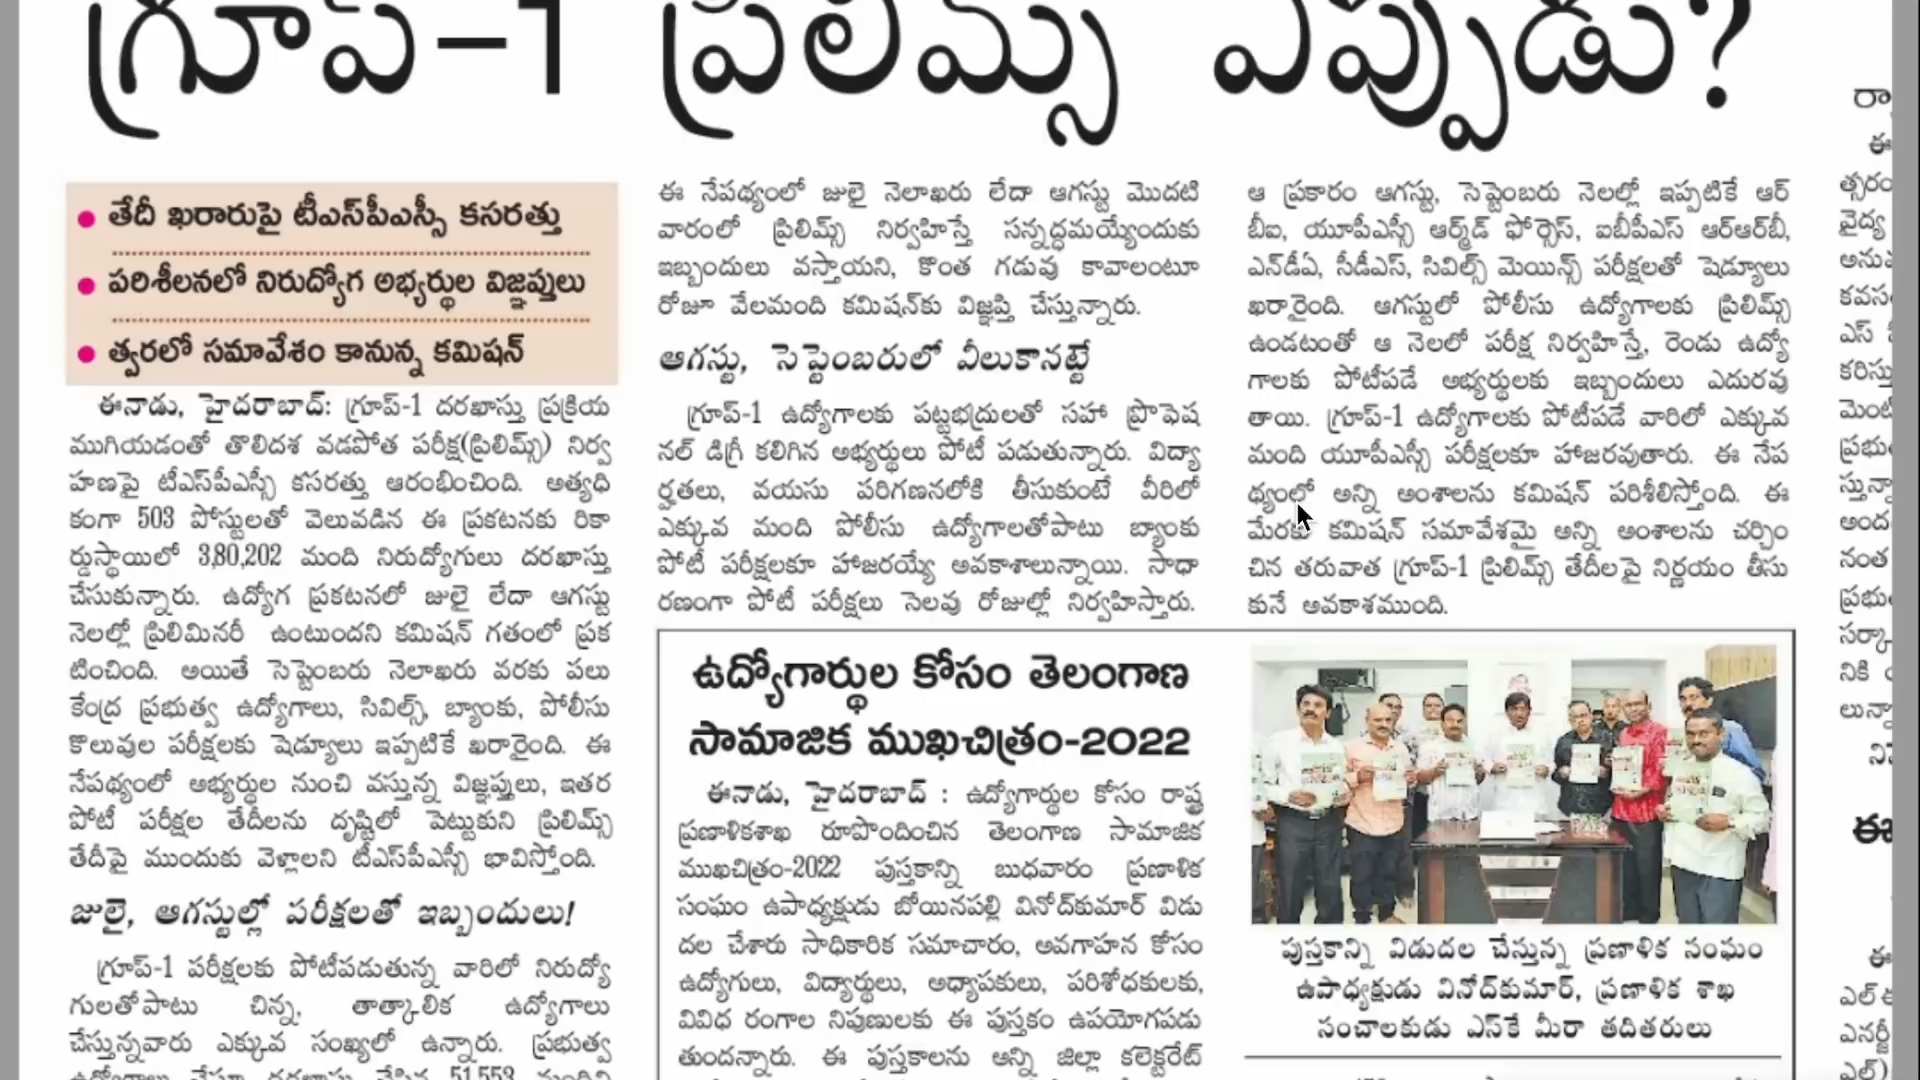 గ్రూప్-1 ప్రిలిమ్స్ ఎప్పుడు?
తేదీ ఖరారుపై టీఎస్‌పీఎస్సీ కసరత్తు
పరిశీలనలో నిరుద్యోగ అభ్యర్థుల విజ్ఞప్తులు
త్వరలో సమావేశం కానున్న కమిషన్
ఈనాడు, హైదరాబాద్: గ్రూప్-1 దరఖాస్తు ప్రక్రియ
ముగియడంతో తొలిదశ వడపోత పరీక్ష(ప్రిలిమ్స్) నిర్వ
హణపై టీఎస్‌పీఎస్సీ కసరత్తు ఆరంభించింది. అత్యధి
కంగా 503 పోస్టులతో వెలువడిన ఈ ప్రకటనకు రికా
ర్డుస్థాయిలో 3,80,202 మంది నిరుద్యోగులు దరఖాస్తు
చేసుకున్నారు. ఉద్యోగ ప్రకటనలో జులై లేదా ఆగస్టు
నెలల్లో ప్రిలిమినరీ ఉంటుందని కమిషన్ గతంలో ప్రక
టించింది. అయితే సెప్టెంబరు నెలాఖరు వరకు పలు
కేంద్ర ప్రభుత్వ ఉద్యోగాలు, సివిల్స్, బ్యాంకు, పోలీసు
కొలువుల పరీక్షలకు షెడ్యూలు ఇప్పటికే ఖరారైంది. ఈ
నేపథ్యంలో అభ్యర్థుల నుంచి వస్తున్న విజ్ఞప్తులు, ఇతర
పోటీ పరీక్షల తేదీలను దృష్టిలో పెట్టుకుని ప్రిలిమ్స్
తేదీపై ముందుకు వెళ్లాలని టీఎస్‌పీఎస్సీ భావిస్తోంది.
జులై, ఆగస్టుల్లో పరీక్షలతో ఇబ్బందులు!
గ్రూప్-1 పరీక్షలకు పోటీపడుతున్న వారిలో నిరుద్యో
గులతోపాటు చిన్న, తాత్కాలిక ఉద్యోగాలు
చేస్తున్నవారు ఎక్కువ సంఖ్యలో ఉన్నారు. ప్రభుత్వ
ఉద్యోగాలు చేస్తూ దరఖాస్తు చేసిన 51,553 మందిని
ఈ నేపథ్యంలో జులై నెలాఖరు లేదా ఆగస్టు మొదటి
వారంలో ప్రిలిమ్స్ నిర్వహిస్తే సన్నద్ధమయ్యేందుకు
ఇబ్బందులు వస్తాయని, కొంత గడువు కావాలంటూ
రోజూ వేలమంది కమిషన్‌కు విజ్ఞప్తి చేస్తున్నారు.
ఆగస్టు, సెప్టెంబరులో వీలుకానట్టే
గ్రూప్-1 ఉద్యోగాలకు పట్టభద్రులతో సహా ప్రొఫెష
నల్ డిగ్రీ కలిగిన అభ్యర్థులు పోటీ పడుతున్నారు. విద్యా
ర్హతలు, వయసు పరిగణనలోకి తీసుకుంటే వీరిలో
ఎక్కువ మంది పోలీసు ఉద్యోగాలతోపాటు బ్యాంకు
పోటీ పరీక్షలకూ హాజరయ్యే అవకాశాలున్నాయి. సాధా
రణంగా పోటీ పరీక్షలు సెలవు రోజుల్లో నిర్వహిస్తారు.
ఆ ప్రకారం ఆగస్టు, సెప్టెంబరు నెలల్లో ఇప్పటికే ఆర్
బీఐ, యూపీఎస్సీ ఆర్మ్‌డ్ ఫోర్సెస్, ఐబీపీఎస్ ఆర్ఆర్‌బీ,
ఎన్‌డీఏ, సీడీఎస్, సివిల్స్ మెయిన్స్ పరీక్షలతో షెడ్యూలు
ఖరారైంది. ఆగస్టులో పోలీసు ఉద్యోగాలకు ప్రిలిమ్స్
ఉండటంతో ఆ నెలలో పరీక్ష నిర్వహిస్తే, రెండు ఉద్యో
గాలకు పోటీపడే అభ్యర్థులకు ఇబ్బందులు ఎదురవు
తాయి. గ్రూప్-1 ఉద్యోగాలకు పోటీపడే వారిలో ఎక్కువ
మంది యూపీఎస్సీ పరీక్షలకూ హాజరవుతారు. ఈ నేప
థ్యంలో అన్ని అంశాలను కమిషన్ పరిశీలిస్తోంది. ఈ
మేరకు కమిషన్ సమావేశమై అన్ని అంశాలను చర్చిం
చిన తరువాత గ్రూప్-1 ప్రిలిమ్స్ తేదీలపై నిర్ణయం తీసు
కునే అవకాశముంది.
ఉద్యోగార్థుల కోసం తెలంగాణ
సామాజిక ముఖచిత్రం-2022
ఈనాడు, హైదరాబాద్ : ఉద్యోగార్థుల కోసం రాష్ట్ర
ప్రణాళికశాఖ రూపొందించిన తెలంగాణ సామాజిక
ముఖచిత్రం-2022 పుస్తకాన్ని బుధవారం ప్రణాళిక
సంఘం ఉపాధ్యక్షుడు బోయినపల్లి వినోద్‌కుమార్ విడు
దల చేశారు సాధికారిక సమాచారం, అవగాహన కోసం
ఉద్యోగులు, విద్యార్థులు, అధ్యాపకులు, పరిశోధకులకు,
వివిధ రంగాల నిపుణులకు ఈ పుస్తకం ఉపయోగపడు
తుందన్నారు. ఈ పుస్తకాలను అన్ని జిల్లా కలెక్టరేట్
పుస్తకాన్ని విడుదల చేస్తున్న ప్రణాళిక సంఘం
ఉపాధ్యక్షుడు వినోద్‌కుమార్, ప్రణాళిక శాఖ
సంచాలకుడు ఎస్‌కే మీరా తదితరులు